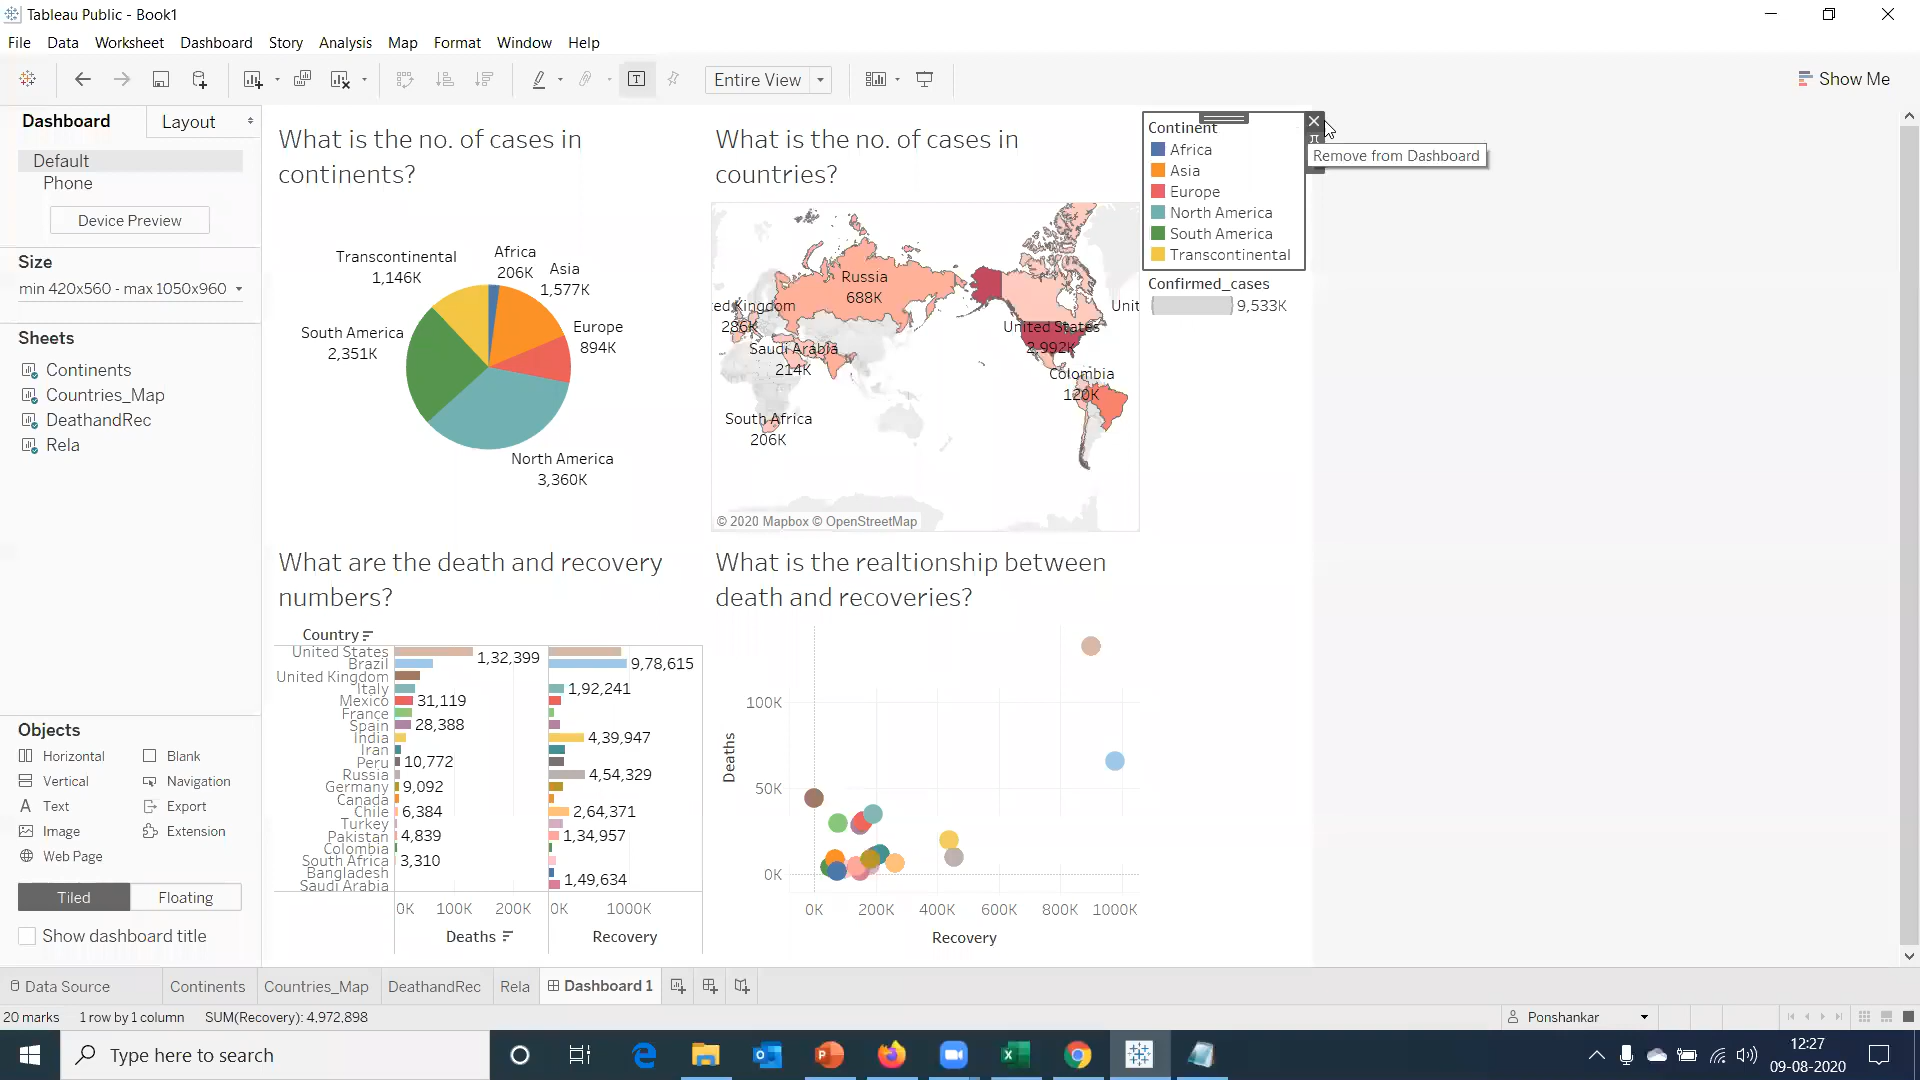 Tableau Public - Book1
File Data Worksheet Dashboard Story Analysis Map Format Window Help
Entire View
Show Me
Dashboard
Layout
Default
Phone
Device Preview
Size
min 420x560 - max 1050x960
Sheets
Continents
Countries_Map
DeathandRec
Rela
Objects
Horizontal Blank
Vertical Navigation
Text Export
Image Extension
Web Page
Tiled Floating
Show dashboard title
What is the no. of cases in
continents?
Transcontinental
1,146K
Africa
206K
Asia
1,577K
Europe
894K
South America
2,351K
North America
3,360K
What is the no. of cases in
countries?
Russia
688K
ed Kingdom
286K
Saudi Arabia
214K
South Africa
206K
Unit
United States
2,992K
Colombia
120K
© 2020 Mapbox © OpenStreetMap
Continent
Africa
Asia
Europe
North America
South America
Transcontinental
Remove from Dashboard
Confirmed_cases
9,533K
What are the death and recovery
numbers?
Country
United States 1,32,399
Brazil 9,78,615
United Kingdom
Italy 1,92,241
Mexico 31,119
France
Spain 28,388
India 4,39,947
Iran
Peru 10,772
Russia 4,54,329
Germany 9,092
Canada
Chile 6,384 2,64,371
Turkey
Pakistan 4,839 1,34,957
Colombia
South Africa 3,310
Bangladesh
Saudi Arabia 1,49,634
0K 100K 200K 0K 1000K
Deaths Recovery
What is the realtionship between
death and recoveries?
Deaths
100K
50K
0K
0K 200K 400K 600K 800K 1000K
Recovery
Data Source Continents Countries_Map DeathandRec Rela Dashboard 1
20 marks 1 row by 1 column SUM(Recovery): 4,972,898
Ponshankar
Type here to search
12:27
09-08-2020